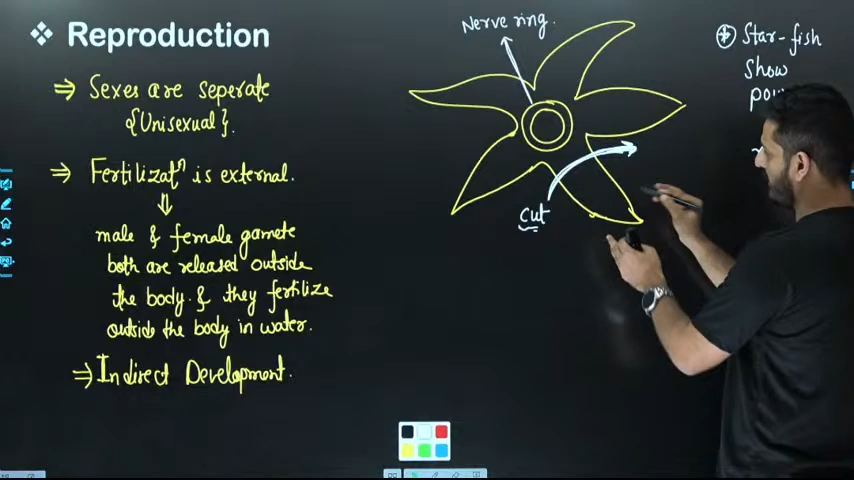 ❖ Reproduction
⇒ Sexes are seperate
{Unisexual}.
⇒ Fertilizatⁿ is external.
⇓
male & female gamete
both are released outside
the body. & they fertilize
outside the body in water.
⇒ Indirect Development.
Nerve ring.
cut
Star-fish
show